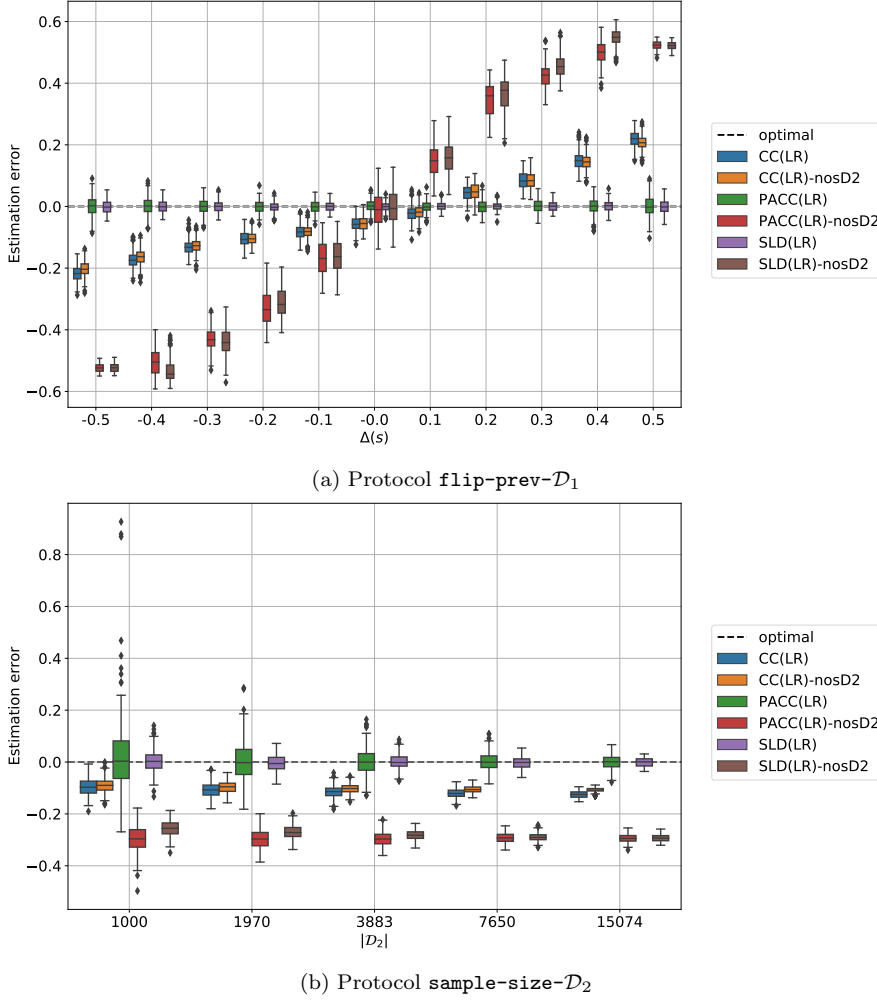 0.6
0.4
0.2
0.0
−0.2
−0.4
−0.6
Estimation error
-0.5 -0.4 -0.3 -0.2 -0.1 -0.0 0.1 0.2 0.3 0.4 0.5
Δ(s)
optimal
CC(LR)
CC(LR)-nosD2
PACC(LR)
PACC(LR)-nosD2
SLD(LR)
SLD(LR)-nosD2
(a) Protocol flip-prev-𝒟₁
0.8
0.6
0.4
0.2
0.0
−0.2
−0.4
Estimation error
1000 1970 3883 7650 15074
|𝒟₂|
optimal
CC(LR)
CC(LR)-nosD2
PACC(LR)
PACC(LR)-nosD2
SLD(LR)
SLD(LR)-nosD2
(b) Protocol sample-size-𝒟₂